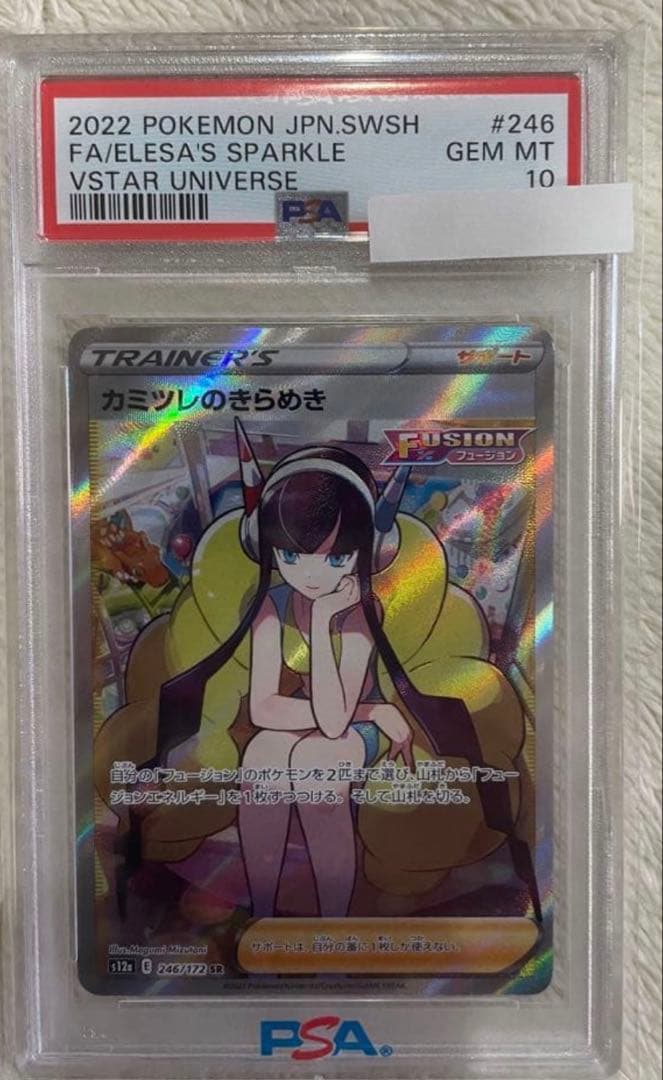 2022 POKEMON JPN.SWSH #246
FA/ELESA'S SPARKLE GEM MT
VSTAR UNIVERSE 10
PSA
TRAINER'S サポート
カミツレのきらめき
FUSION
フュージョン
自分の「フュージョン」のポケモンを2匹まで選び、山札から「フュー
ジョンエネルギー」を1枚ずつつける。そして山札を切る。
Illus. Megumi Mizutani
サポートは、自分の番に1枚しか使えない。
s12a E 246/172 SR
PSA®